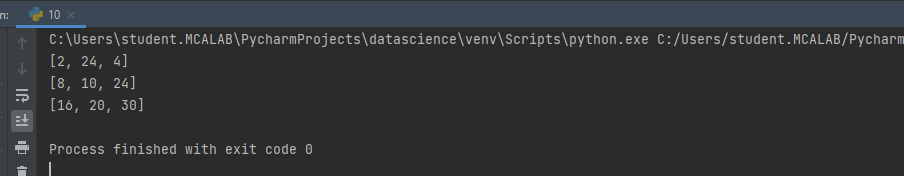 n: 10 ×
C:\Users\student.MCALAB\PycharmProjects\datascience\venv\Scripts\python.exe C:/Users/student.MCALAB/Pycharm
[2, 24, 4]
[8, 10, 24]
[16, 20, 30]
Process finished with exit code 0